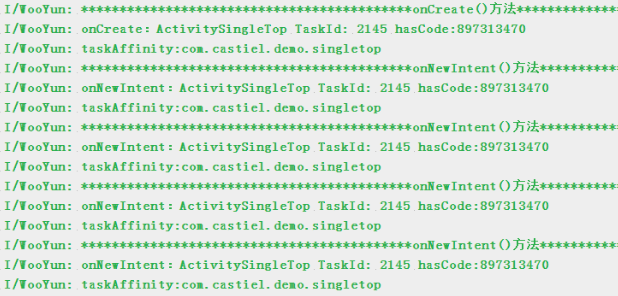 I/WooYun: ******************************************onCreate()方法*************
I/WooYun: onCreate：ActivitySingleTop TaskId: 2145 hasCode:897313470
I/WooYun: taskAffinity:com.castiel.demo.singletop
I/WooYun: ******************************************onNewIntent()方法**********
I/WooYun: onNewIntent：ActivitySingleTop TaskId: 2145 hasCode:897313470
I/WooYun: taskAffinity:com.castiel.demo.singletop
I/WooYun: ******************************************onNewIntent()方法**********
I/WooYun: onNewIntent：ActivitySingleTop TaskId: 2145 hasCode:897313470
I/WooYun: taskAffinity:com.castiel.demo.singletop
I/WooYun: ******************************************onNewIntent()方法**********
I/WooYun: onNewIntent：ActivitySingleTop TaskId: 2145 hasCode:897313470
I/WooYun: taskAffinity:com.castiel.demo.singletop
I/WooYun: ******************************************onNewIntent()方法**********
I/WooYun: onNewIntent：ActivitySingleTop TaskId: 2145 hasCode:897313470
I/WooYun: taskAffinity:com.castiel.demo.singletop